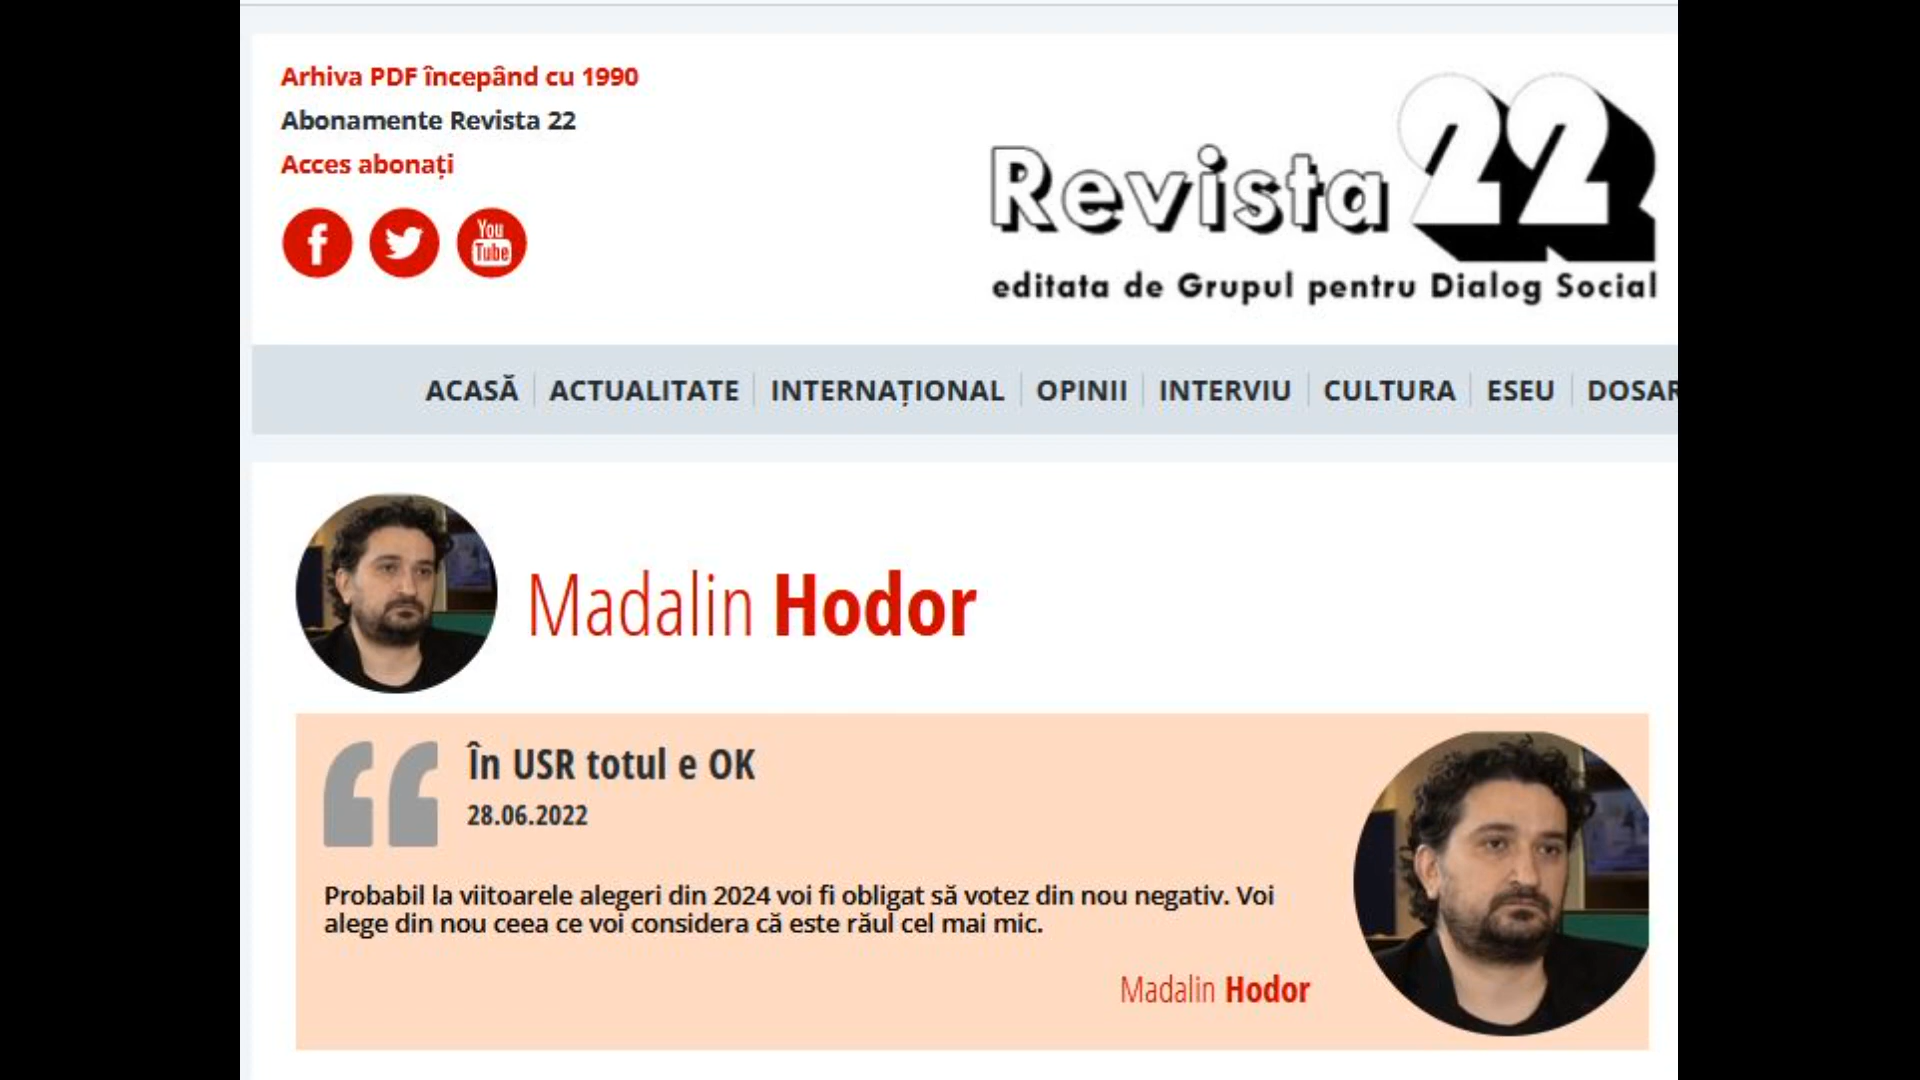 Arhiva PDF începând cu 1990
Abonamente Revista 22
Acces abonați
You
Tube
Revista 22
editata de Grupul pentru Dialog Social
ACASĂ ACTUALITATE INTERNAȚIONAL OPINII INTERVIU CULTURA ESEU DOSAR
Madalin Hodor
În USR totul e OK
28.06.2022
Probabil la viitoarele alegeri din 2024 voi fi obligat să votez din nou negativ. Voi
alege din nou ceea ce voi considera că este răul cel mai mic.
Madalin Hodor